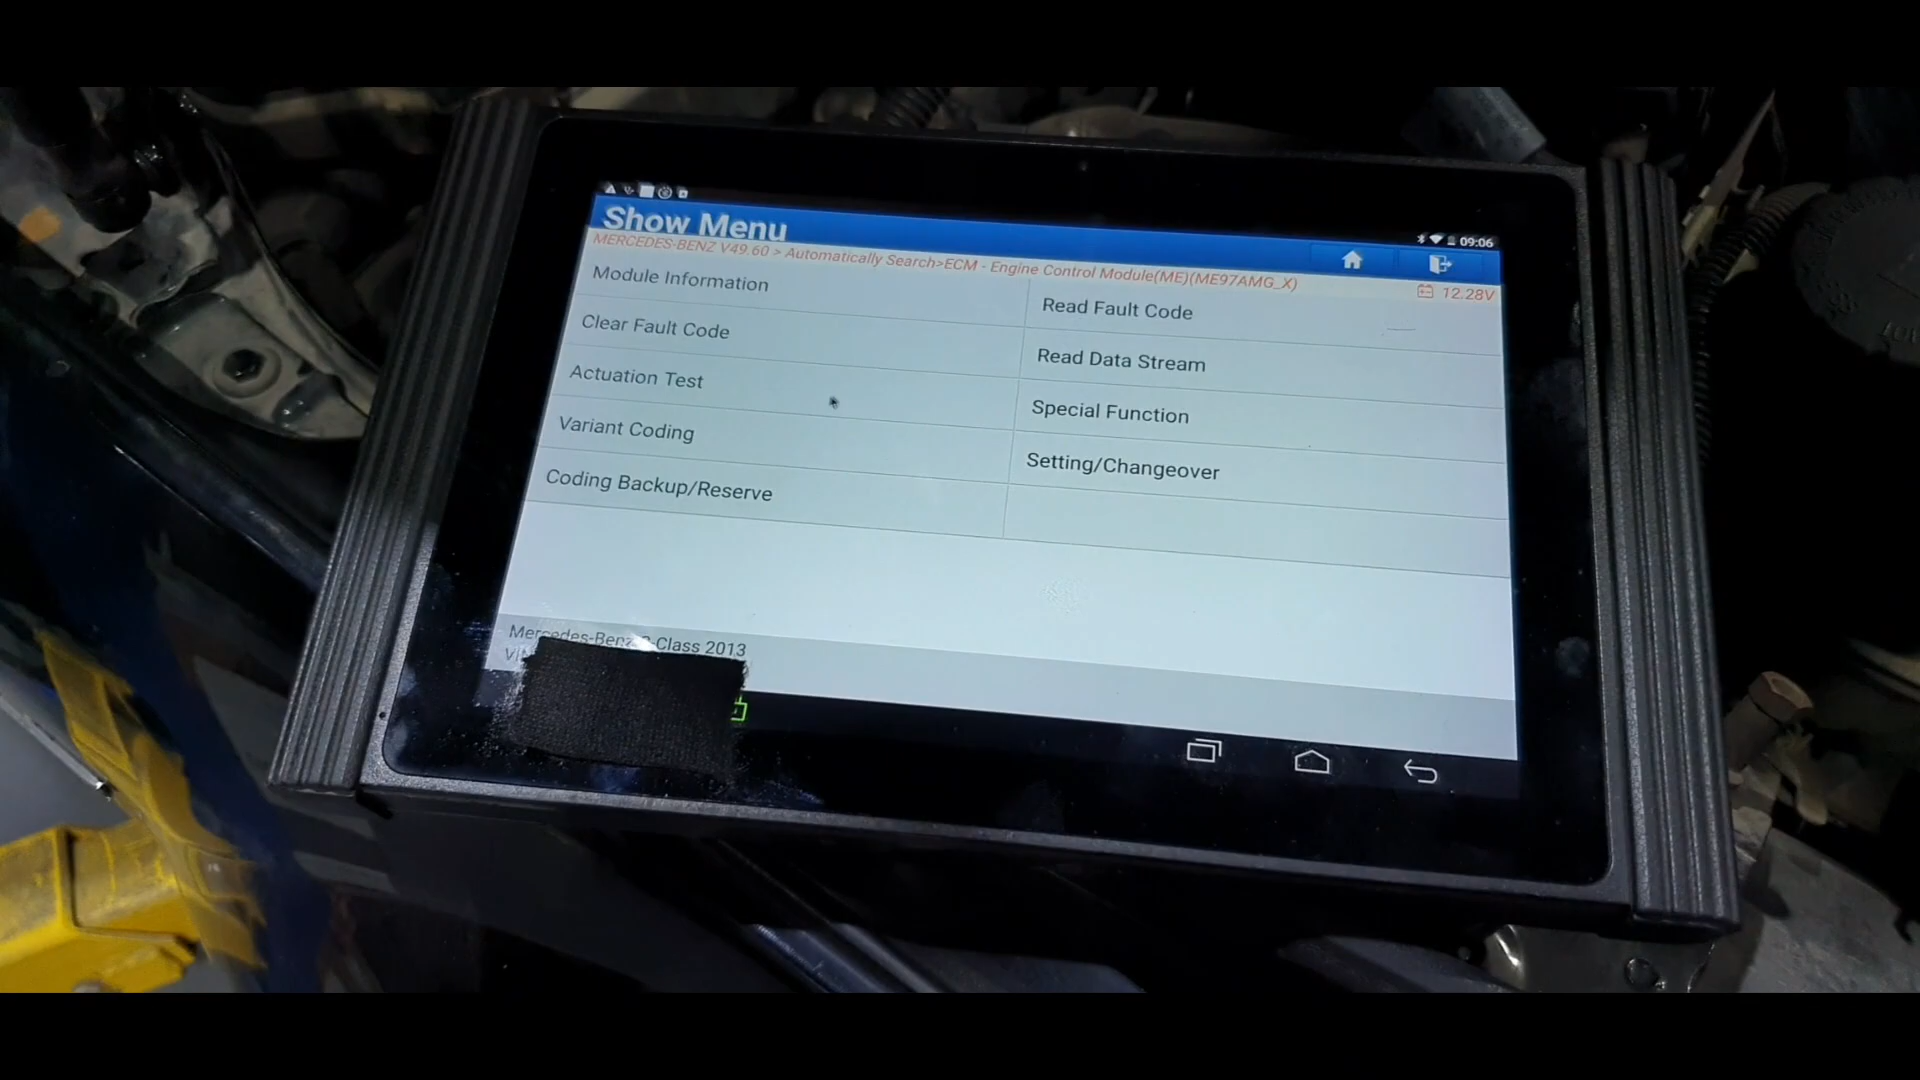 09:06
Show Menu
MERCEDES-BENZ V49.60 > Automatically Search>ECM - Engine Control Module(ME)(ME97AMG_X)
12.28V
Module Information
Read Fault Code
Clear Fault Code
Read Data Stream
Actuation Test
Special Function
Variant Coding
Setting/Changeover
Coding Backup/Reserve
Mercedes-Benz -Class 2013